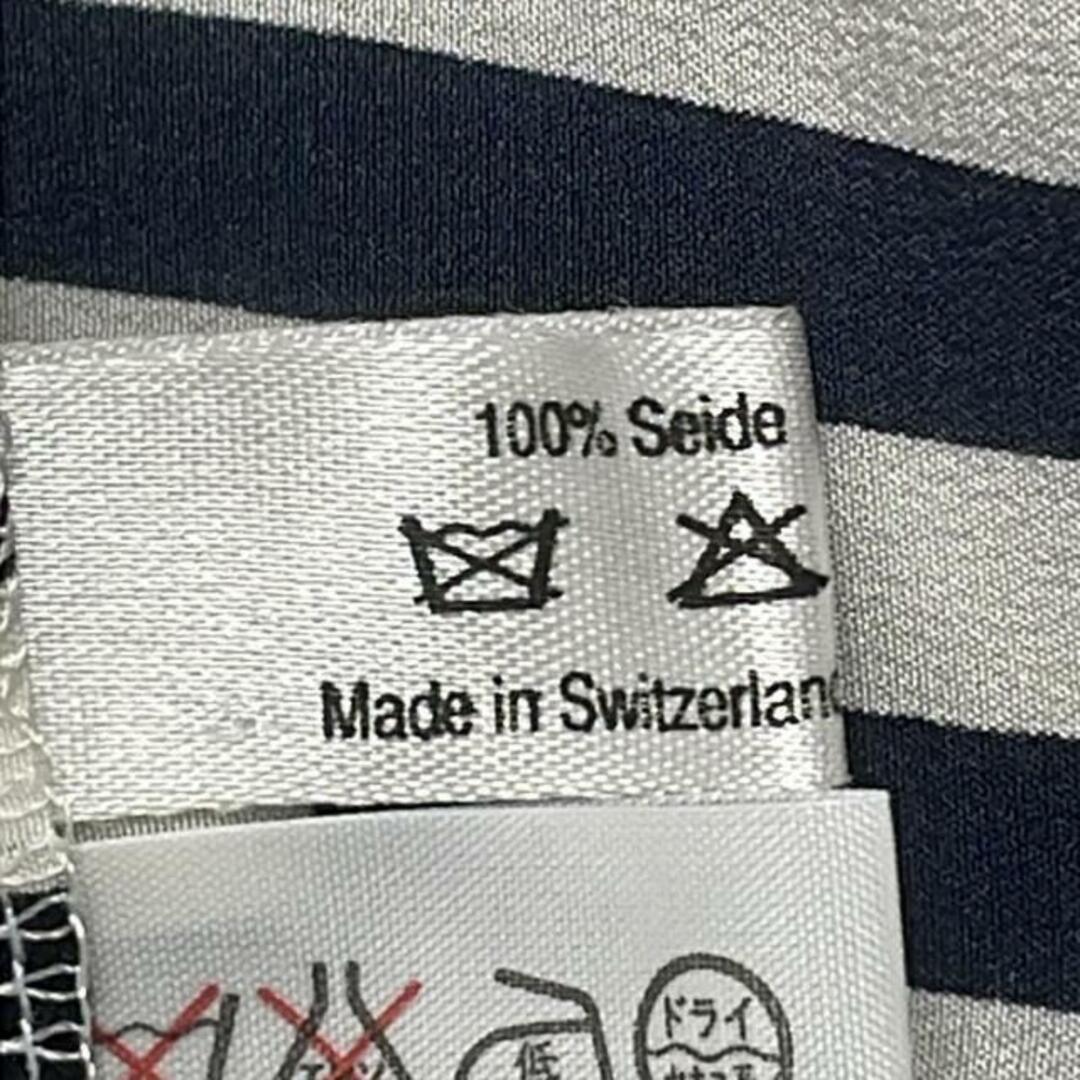 100% Seide
Made in Switzerland
低
ドライ